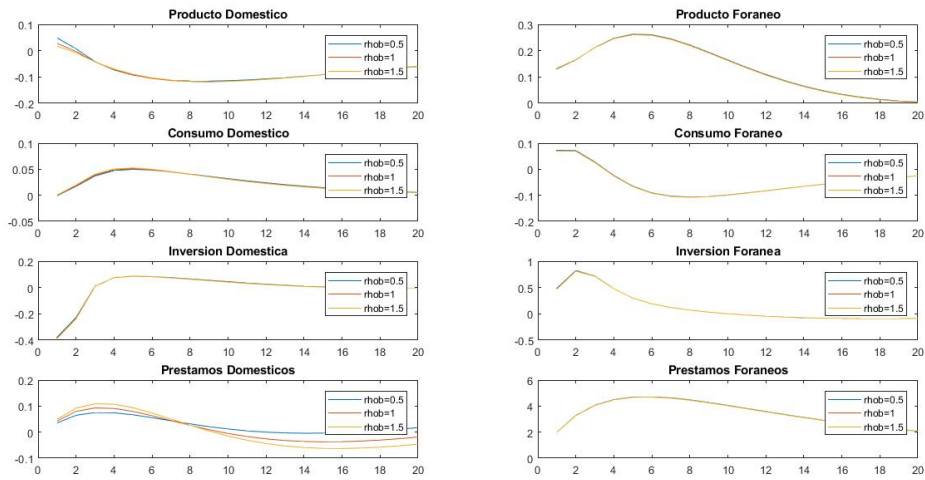 Producto Domestico
0.1
0
-0.1
-0.2
0 2 4 6 8 10 12 14 16 18 20
rhob=0.5
rhob=1
rhob=1.5
Producto Foraneo
0.3
0.2
0.1
0
0 2 4 6 8 10 12 14 16 18 20
rhob=0.5
rhob=1
rhob=1.5
Consumo Domestico
0.1
0.05
0
-0.05
0 2 4 6 8 10 12 14 16 18 20
rhob=0.5
rhob=1
rhob=1.5
Consumo Foraneo
0.1
0
-0.1
-0.2
0 2 4 6 8 10 12 14 16 18 20
rhob=0.5
rhob=1
rhob=1.5
Inversion Domestica
0.2
0
-0.2
-0.4
0 2 4 6 8 10 12 14 16 18 20
rhob=0.5
rhob=1
rhob=1.5
Inversion Foranea
1
0.5
0
-0.5
0 2 4 6 8 10 12 14 16 18 20
rhob=0.5
rhob=1
rhob=1.5
Prestamos Domesticos
0.2
0.1
0
-0.1
0 2 4 6 8 10 12 14 16 18 20
rhob=0.5
rhob=1
rhob=1.5
Prestamos Foraneos
6
4
2
0
0 2 4 6 8 10 12 14 16 18 20
rhob=0.5
rhob=1
rhob=1.5